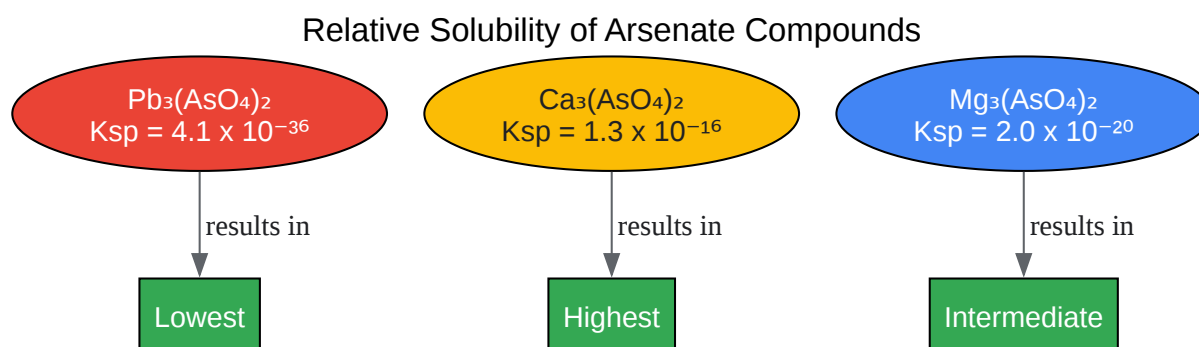 Relative Solubility of Arsenate Compounds
Pb₃(AsO₄)₂
Ksp = 4.1 x 10⁻³⁶
Ca₃(AsO₄)₂
Ksp = 1.3 x 10⁻¹⁶
Mg₃(AsO₄)₂
Ksp = 2.0 x 10⁻²⁰
results in
results in
results in
Lowest
Highest
Intermediate